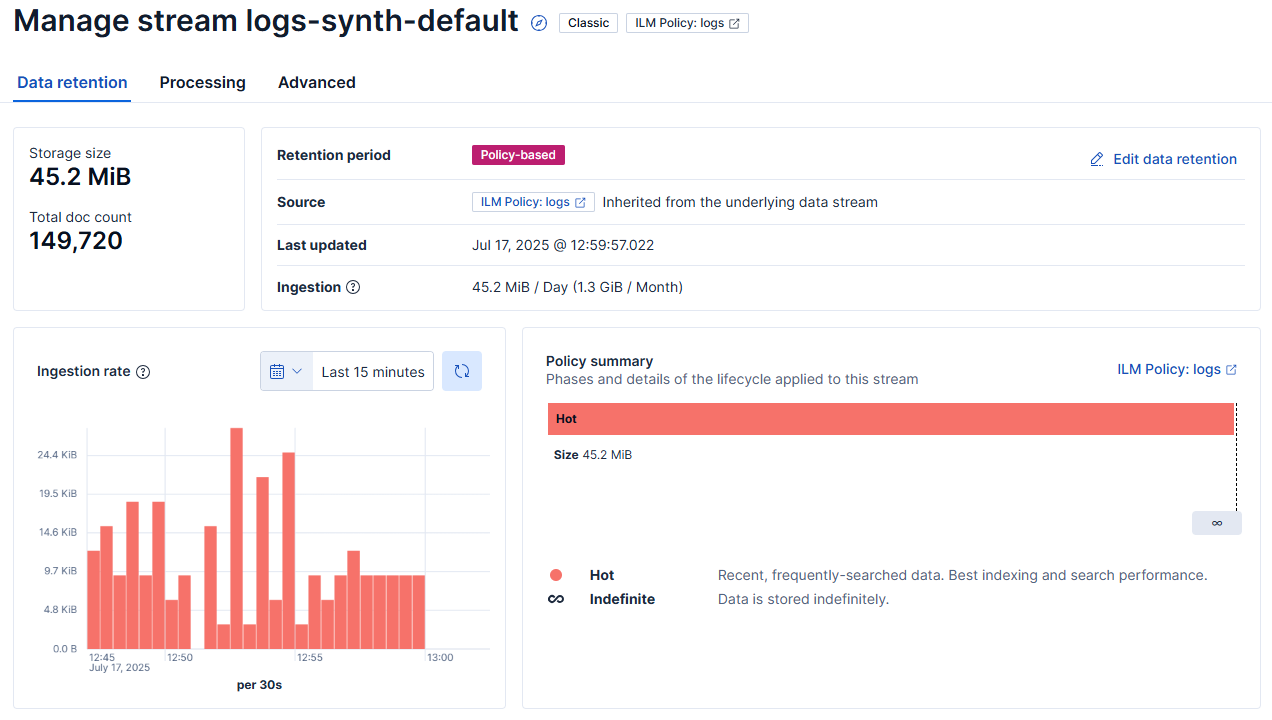 Manage stream logs-synth-default Classic ILM Policy: logs
Data retention Processing Advanced
Storage size
45.2 MiB
Total doc count
149,720
Retention period Policy-based Edit data retention
Source ILM Policy: logs Inherited from the underlying data stream
Last updated Jul 17, 2025 @ 12:59:57.022
Ingestion 45.2 MiB / Day (1.3 GiB / Month)
Ingestion rate Last 15 minutes
24.4 KiB
19.5 KiB
14.6 KiB
9.7 KiB
4.8 KiB
0.0 B
12:45 12:50 12:55 13:00
July 17, 2025
per 30s
Policy summary
Phases and details of the lifecycle applied to this stream
ILM Policy: logs
Hot
Size 45.2 MiB
∞
Hot Recent, frequently-searched data. Best indexing and search performance.
∞ Indefinite Data is stored indefinitely.